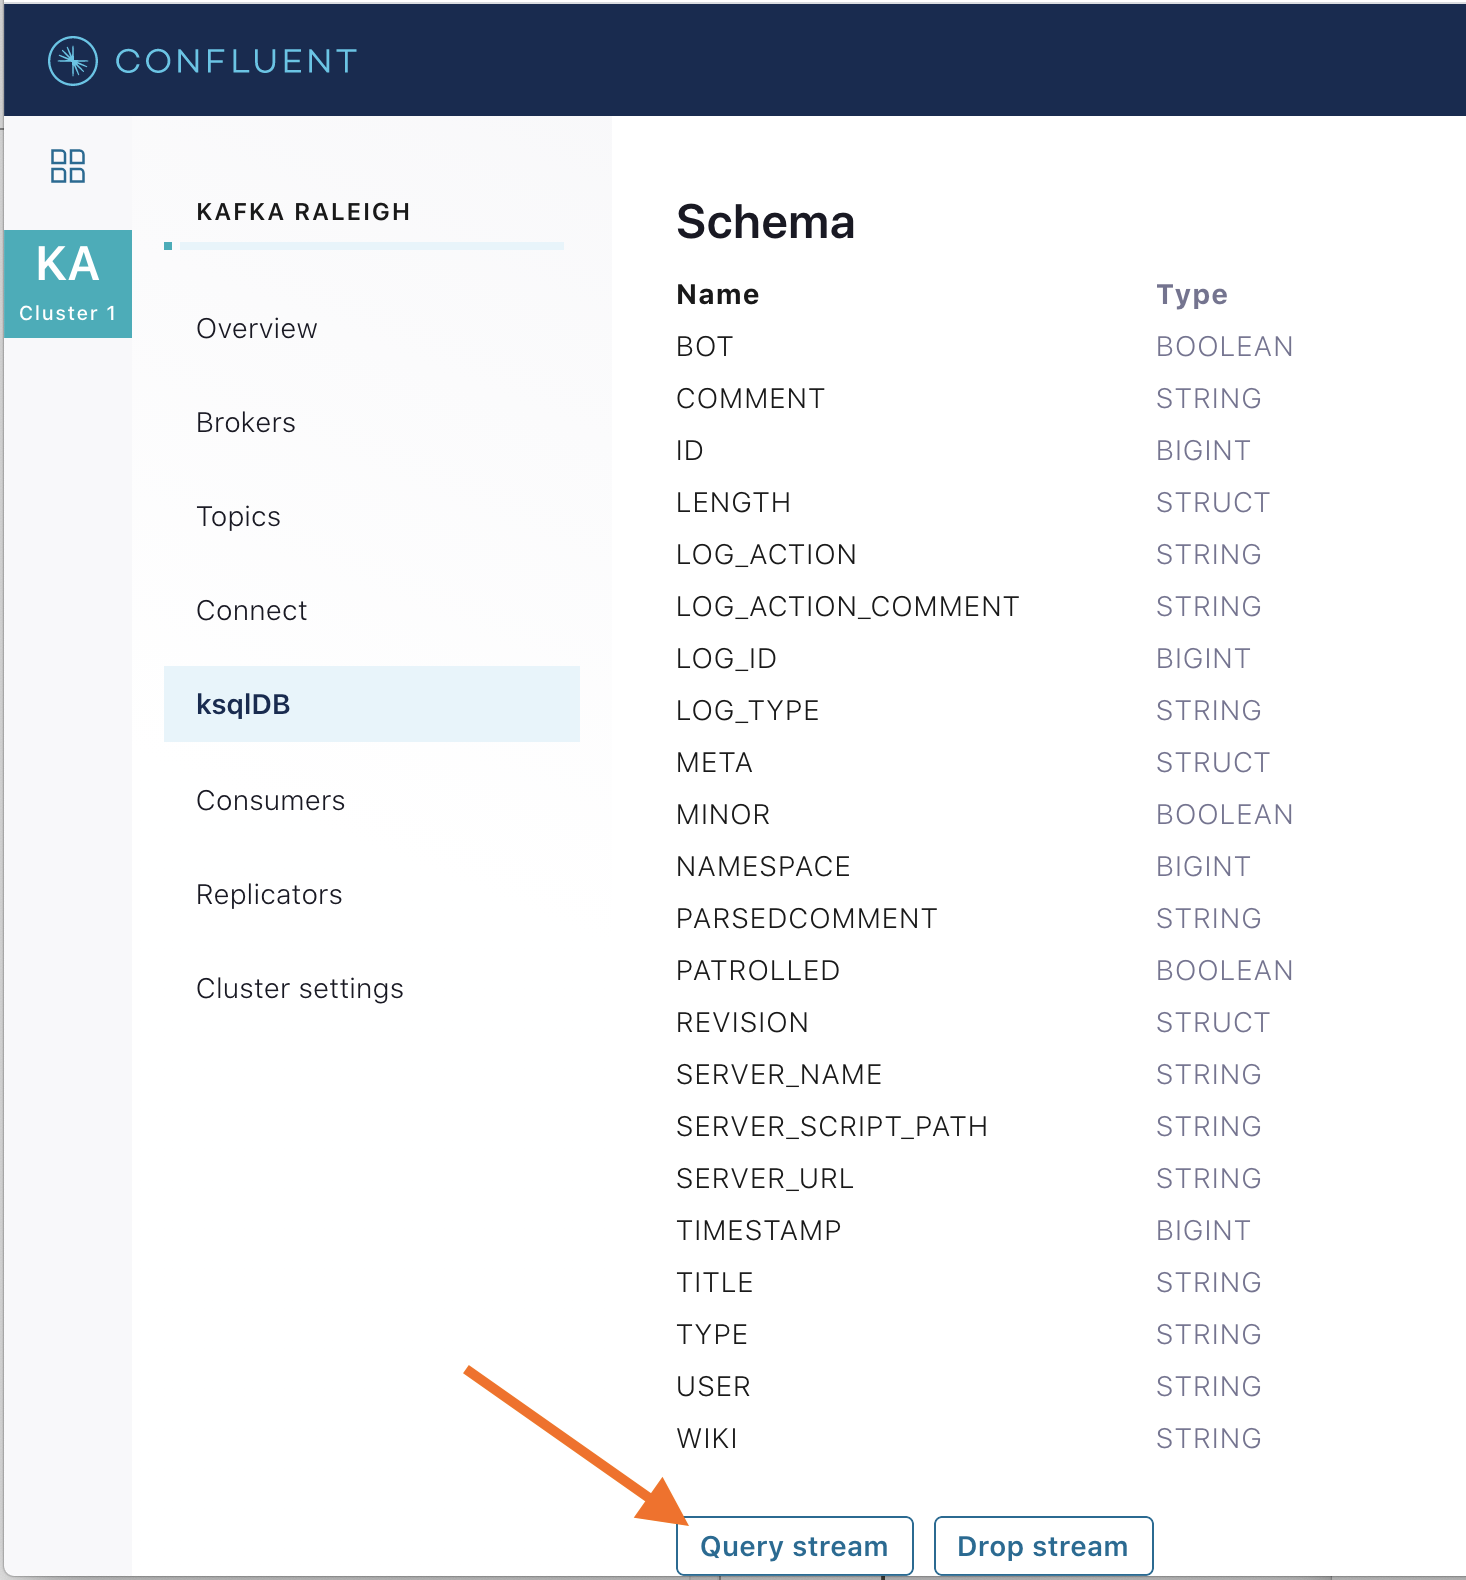 CONFLUENT
KA
Cluster 1
KAFKA RALEIGH
Overview
Brokers
Topics
Connect
ksqlDB
Consumers
Replicators
Cluster settings
Schema
Name Type
BOT BOOLEAN
COMMENT STRING
ID BIGINT
LENGTH STRUCT
LOG_ACTION STRING
LOG_ACTION_COMMENT STRING
LOG_ID BIGINT
LOG_TYPE STRING
META STRUCT
MINOR BOOLEAN
NAMESPACE BIGINT
PARSEDCOMMENT STRING
PATROLLED BOOLEAN
REVISION STRUCT
SERVER_NAME STRING
SERVER_SCRIPT_PATH STRING
SERVER_URL STRING
TIMESTAMP BIGINT
TITLE STRING
TYPE STRING
USER STRING
WIKI STRING
Query stream Drop stream